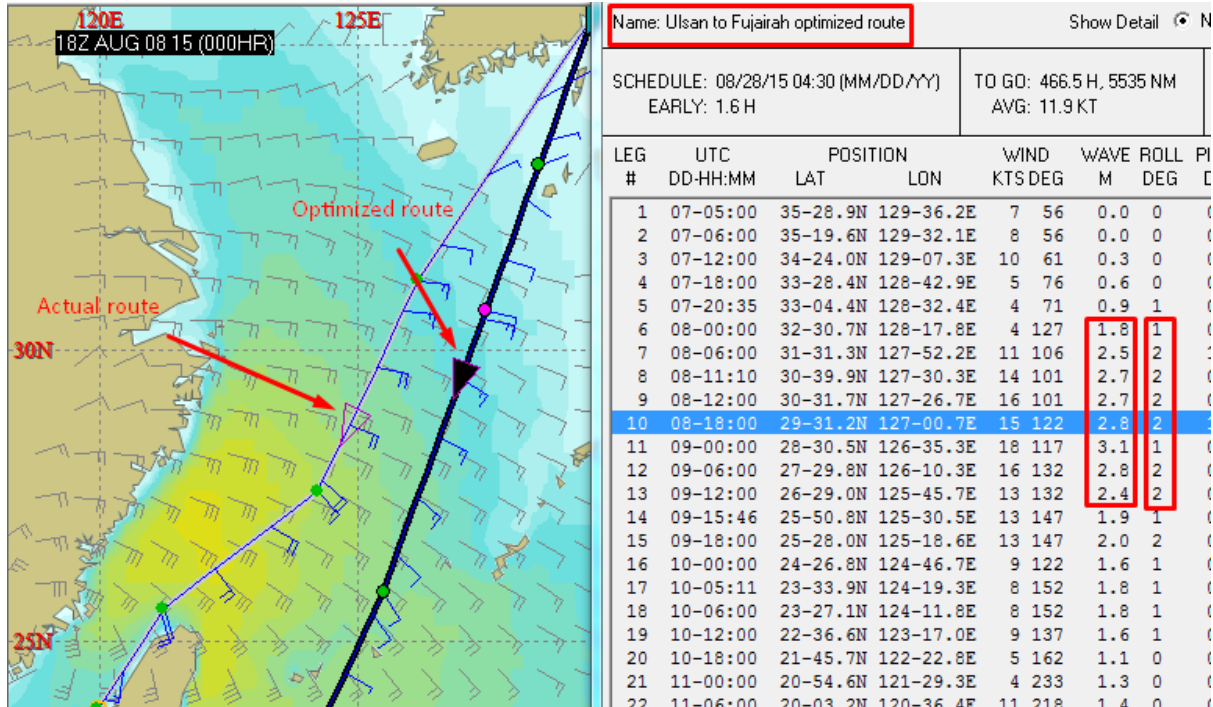 120E
125E
18Z AUG 08 15 (000HR)
Optimized route
Actual route
30N
25N
Name: Ulsan to Fujairah optimized route
Show Detail
SCHEDULE: 08/28/15 04:30 (MM/DD/YY)
EARLY: 1.6 H
TO GO: 466.5 H, 5535 NM
AVG: 11.9 KT
LEG UTC POSITION WIND WAVE ROLL
# DD-HH:MM LAT LON KTS DEG M DEG
1 07-05:00 35-28.9N 129-36.2E 7 56 0.0 0
2 07-06:00 35-19.6N 129-32.1E 8 56 0.0 0
3 07-12:00 34-24.0N 129-07.3E 10 61 0.3 0
4 07-18:00 33-28.4N 128-42.9E 5 76 0.6 0
5 07-20:35 33-04.4N 128-32.4E 4 71 0.9 1
6 08-00:00 32-30.7N 128-17.8E 4 127 1.8 1
7 08-06:00 31-31.3N 127-52.2E 11 106 2.5 2
8 08-11:10 30-39.9N 127-30.3E 14 101 2.7 2
9 08-12:00 30-31.7N 127-26.7E 16 101 2.7 2
10 08-18:00 29-31.2N 127-00.7E 15 122 2.8 2
11 09-00:00 28-30.5N 126-35.3E 18 117 3.1 1
12 09-06:00 27-29.8N 126-10.3E 16 132 2.8 2
13 09-12:00 26-29.0N 125-45.7E 13 132 2.4 2
14 09-15:46 25-50.8N 125-30.5E 13 147 1.9 1
15 09-18:00 25-28.0N 125-18.6E 13 147 2.0 2
16 10-00:00 24-26.8N 124-46.7E 9 122 1.6 1
17 10-05:11 23-33.9N 124-19.3E 8 152 1.8 1
18 10-06:00 23-27.1N 124-11.8E 8 152 1.8 1
19 10-12:00 22-36.6N 123-17.0E 9 137 1.6 1
20 10-18:00 21-45.7N 122-22.8E 5 162 1.1 0
21 11-00:00 20-54.6N 121-29.3E 4 233 1.3 0
22 11-06:00 20-03.2N 120-36.4E 11 218 1.4 0